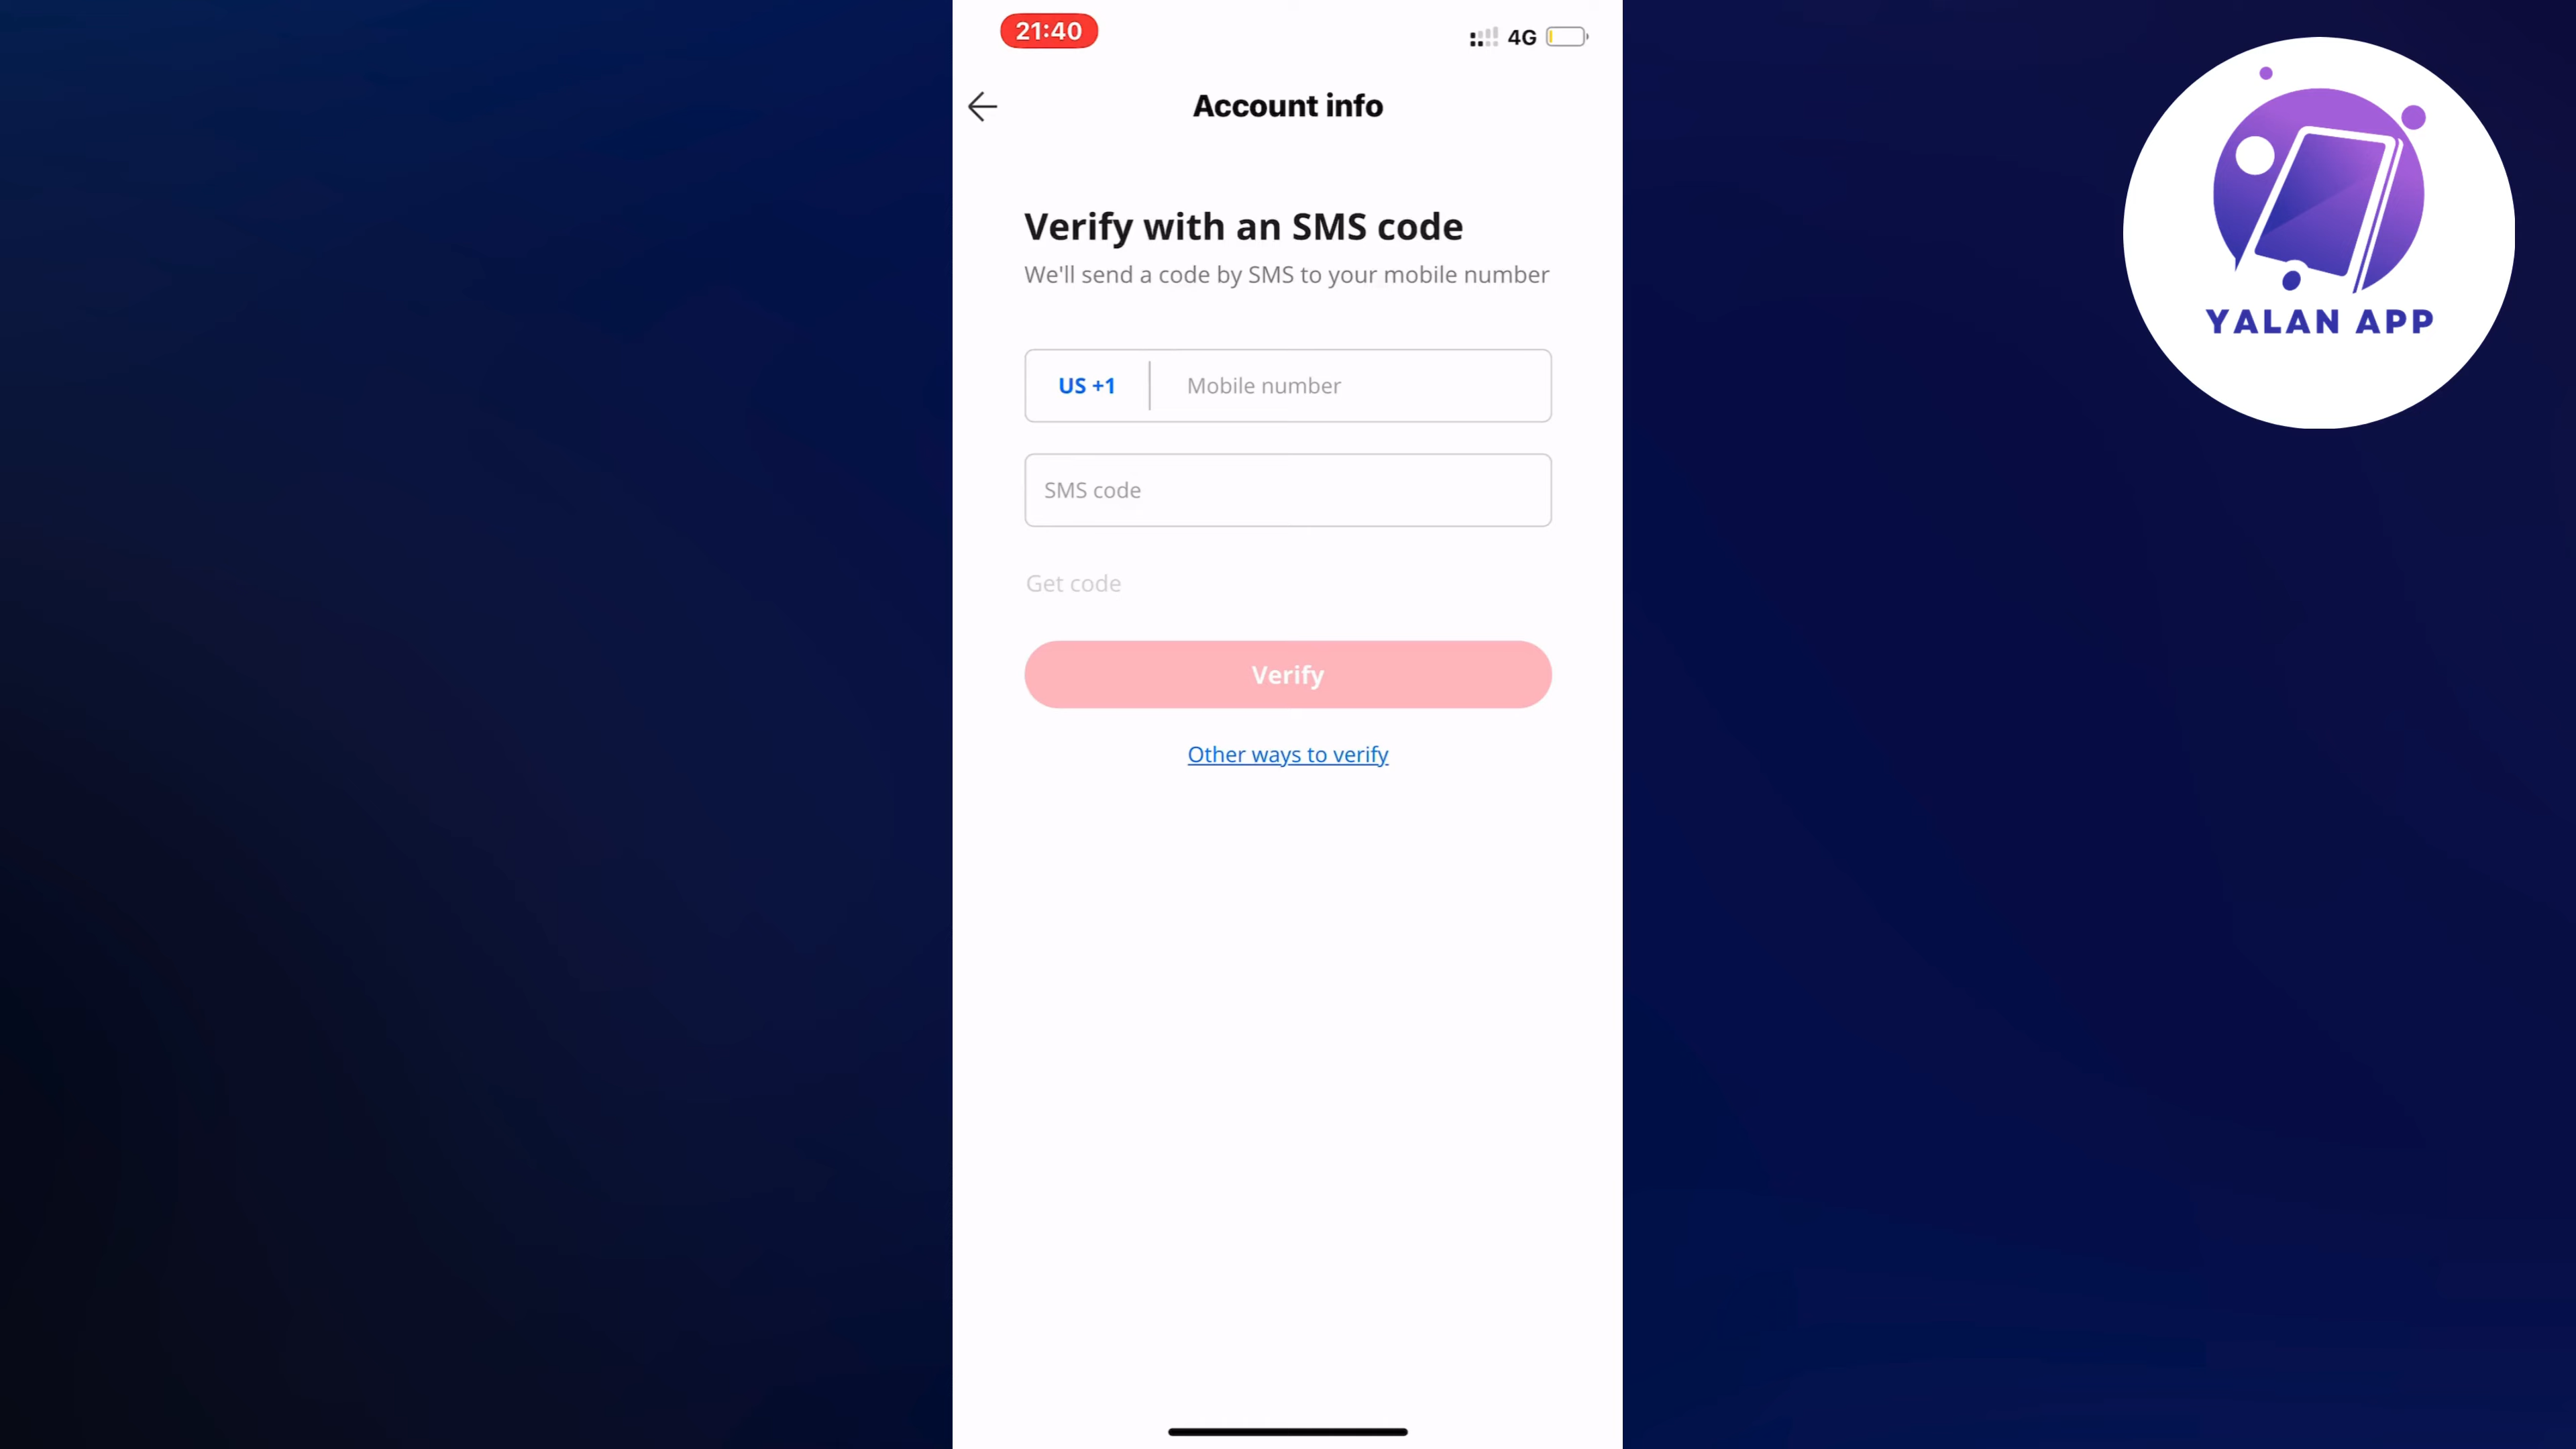 21:40
4G
Account info
Verify with an SMS code
We'll send a code by SMS to your mobile number
US +1
Mobile number
SMS code
Get code
Verify
Other ways to verify
YALAN APP